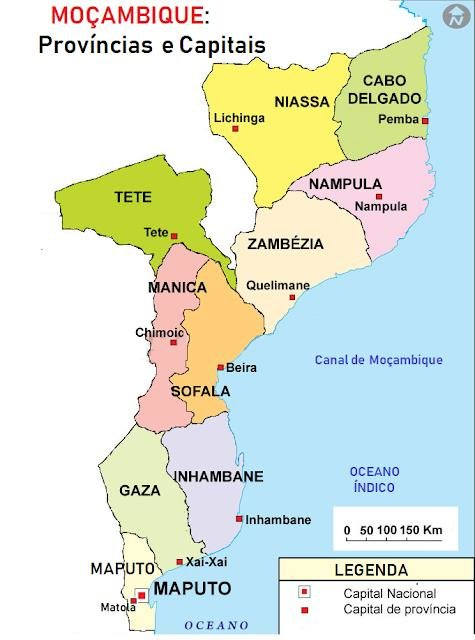 MOÇAMBIQUE:
Províncias e Capitais
N
NIASSA
Lichinga
CABO
DELGADO
Pemba
NAMPULA
Nampula
TETE
Tete
ZAMBÉZIA
Quelimane
MANICA
Chimoic
Beira
SOFALA
Canal de Moçambique
GAZA
INHAMBANE
Inhambane
OCEANO
ÍNDICO
0 50 100 150 Km
Xai-Xai
MAPUTO
MAPUTO
Matola
LEGENDA
Capital Nacional
Capital de província
OCEANO